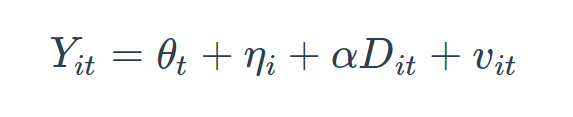 Y_{it} = θ_t + η_i + αD_{it} + v_{it}